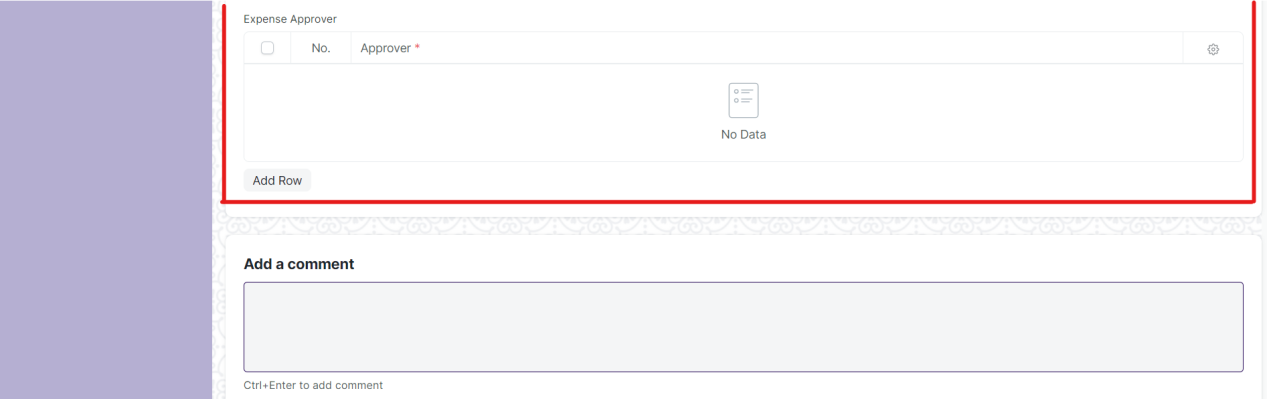 Expense Approver
No. Approver *
No Data
Add Row
Add a comment
Ctrl+Enter to add comment